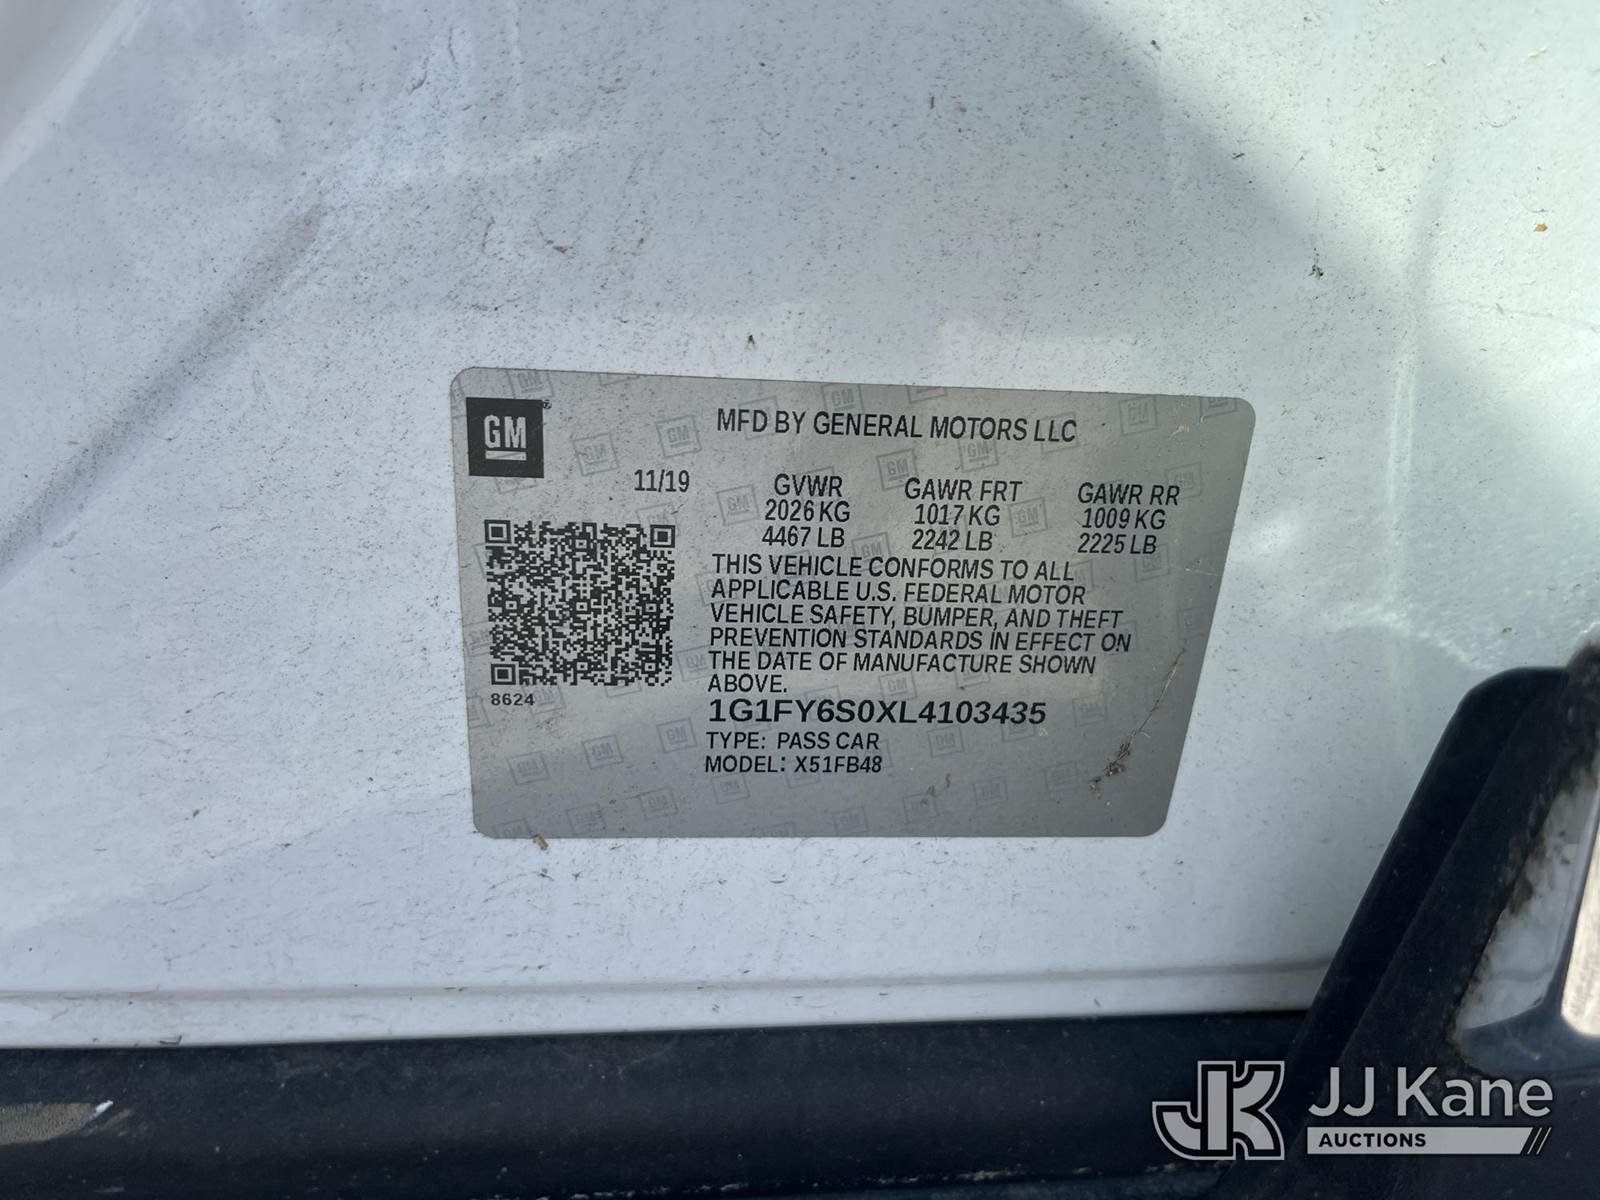 GM
MFD BY GENERAL MOTORS LLC
11/19
GVWR GAWR FRT GAWR RR
2026 KG 1017 KG 1009 KG
4467 LB 2242 LB 2225 LB
THIS VEHICLE CONFORMS TO ALL
APPLICABLE U.S. FEDERAL MOTOR
VEHICLE SAFETY, BUMPER, AND THEFT
PREVENTION STANDARDS IN EFFECT ON
THE DATE OF MANUFACTURE SHOWN
ABOVE.
8624
1G1FY6S0XL4103435
TYPE: PASS CAR
MODEL: X51FB48
JK
JJ Kane
AUCTIONS